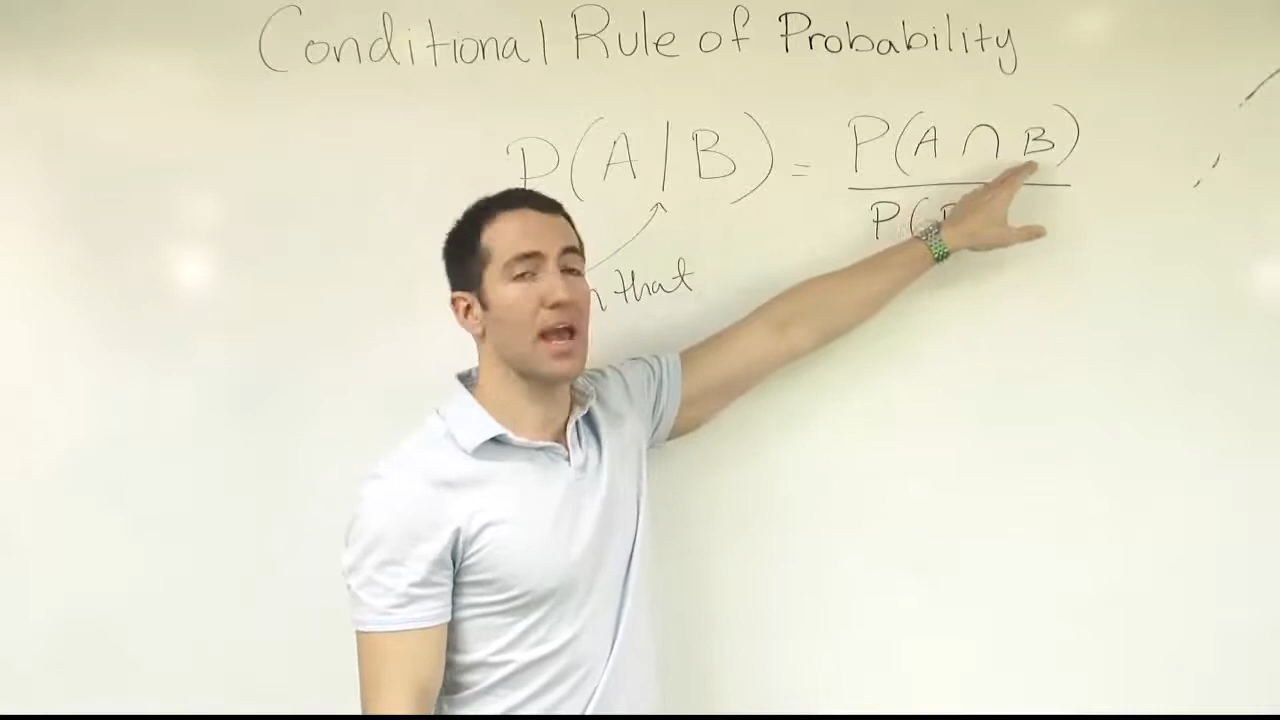 Conditional Rule of Probability
P(A|B) = P(A ∩ B)
P(
that